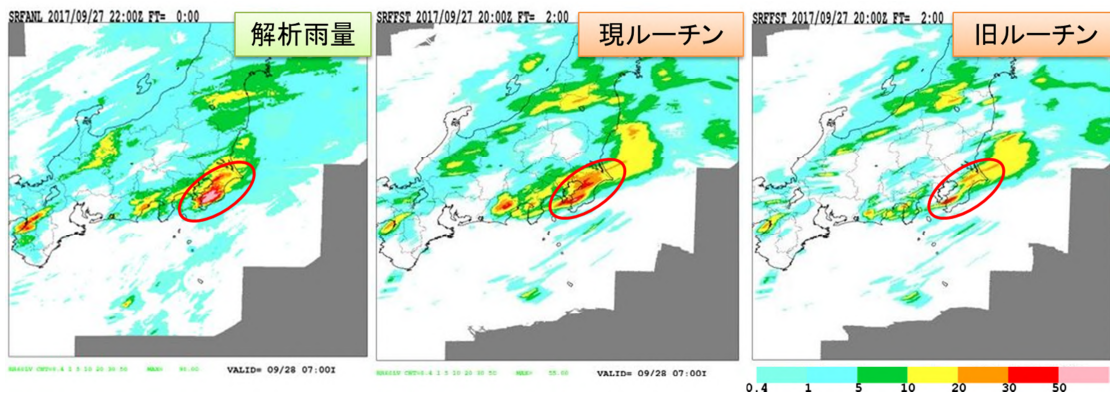 SRFANL 2017/09/27 22:00Z FT= 0:00
解析雨量
SRFFST 2017/09/27 20:00Z FT= 2:00
現ルーチン
SRFFST 2017/09/27 20:00Z FT= 2:00
旧ルーチン
VALID= 09/28 07:00I
VALID= 09/28 07:00I
0.4 1 5 10 20 30 50